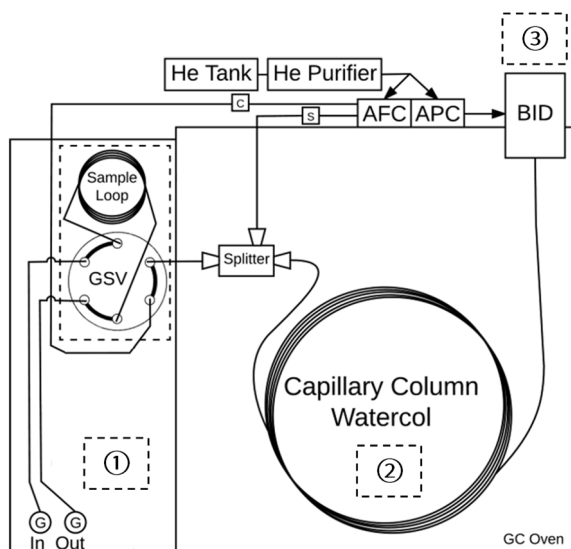 ③
He Tank
He Purifier
C
S
AFC
APC
BID
Sample
Loop
GSV
Splitter
Capillary Column
Watercol
①
②
G
G
In
Out
GC Oven